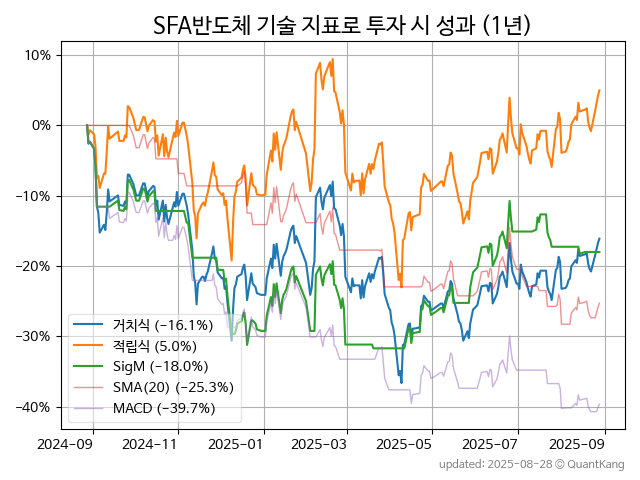 SFA반도체 기술 지표로 투자 시 성과 (1년)
10%
0%
−10%
−20%
−30%
−40%
거치식 (−16.1%)
적립식 (5.0%)
SigM (−18.0%)
SMA(20) (−25.3%)
MACD (−39.7%)
2024-09 2024-11 2025-01 2025-03 2025-05 2025-07 2025-09
updated: 2025-08-28 © QuantKang